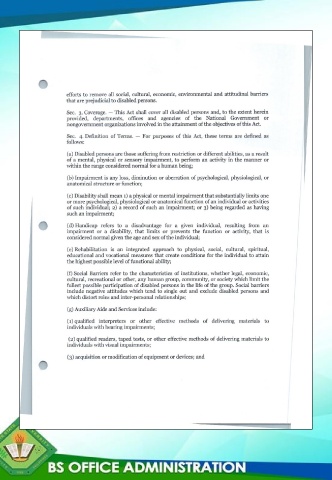 efforts to remove all social, cultural, economic, environmental and attitudinal barriers
that are prejudicial to disabled persons.
Sec. 3. Coverage. — This Act shall cover all disabled persons and, to the extent herein
provided, departments, offices and agencies of the National Government or
nongovernment organizations involved in the attainment of the objectives of this Act.
Sec. 4. Definition of Terms. — For purposes of this Act, these terms are defined as
follows:
(a) Disabled persons are those suffering from restriction or different abilities, as a result
of a mental, physical or sensory impairment, to perform an activity in the manner or
within the range considered normal for a human being;
(b) Impairment is any loss, diminution or aberration of psychological, physiological, or
anatomical structure or function;
(c) Disability shall mean 1) a physical or mental impairment that substantially limits one
or more psychological, physiological or anatomical function of an individual or activities
of such individual; 2) a record of such an impairment; or 3) being regarded as having
such an impairment;
(d) Handicap refers to a disadvantage for a given individual, resulting from an
impairment or a disability, that limits or prevents the function or activity, that is
considered normal given the age and sex of the individual;
(e) Rehabilitation is an integrated approach to physical, social, cultural, spiritual,
educational and vocational measures that create conditions for the individual to attain
the highest possible level of functional ability;
(f) Social Barriers refer to the characteristics of institutions, whether legal, economic,
cultural, recreational or other, any human group, community, or society which limit the
fullest possible participation of disabled persons in the life of the group. Social barriers
include negative attitudes which tend to single out and exclude disabled persons and
which distort roles and inter-personal relationships;
(g) Auxiliary Aids and Services include:
(1) qualified interpreters or other effective methods of delivering materials to
individuals with hearing impairments;
(2) qualified readers, taped tests, or other effective methods of delivering materials to
individuals with visual impairments;
(3) acquisition or modification of equipment or devices; and
BS OFFICE ADMINISTRATION